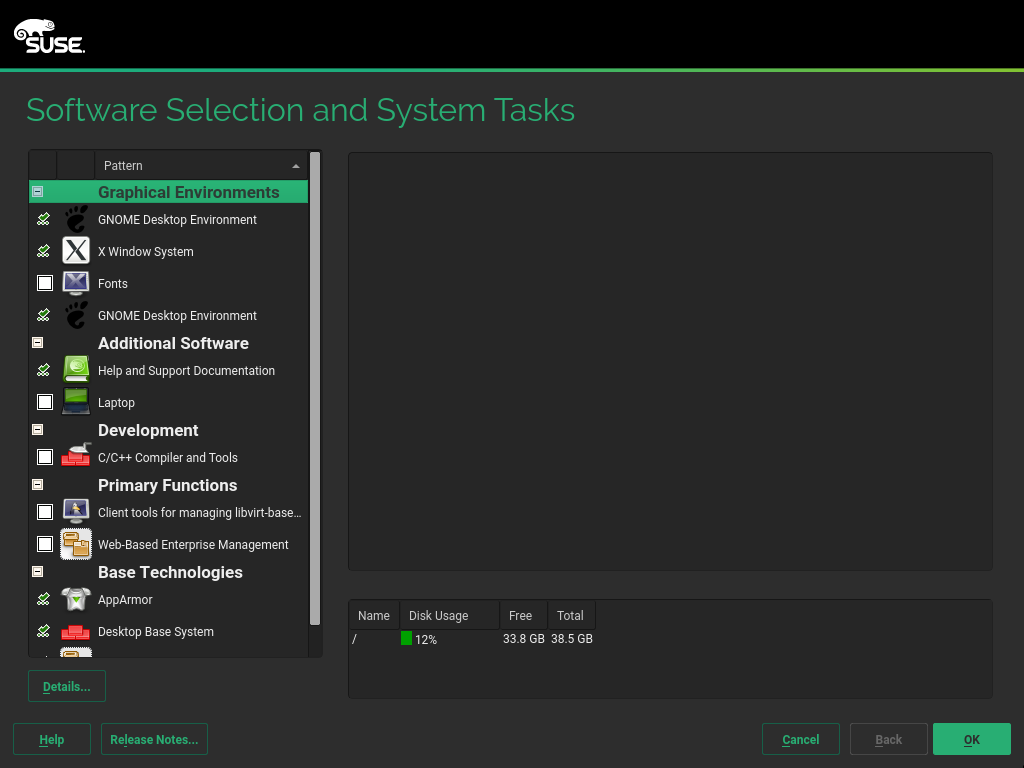 SUSE
Software Selection and System Tasks
Pattern
Graphical Environments
GNOME Desktop Environment
X Window System
Fonts
GNOME Desktop Environment
Additional Software
Help and Support Documentation
Laptop
Development
C/C++ Compiler and Tools
Primary Functions
Client tools for managing libvirt-base...
Web-Based Enterprise Management
Base Technologies
AppArmor
Desktop Base System
Name Disk Usage Free Total
/ 12% 33.8 GB 38.5 GB
Details...
Help Release Notes... Cancel Back OK